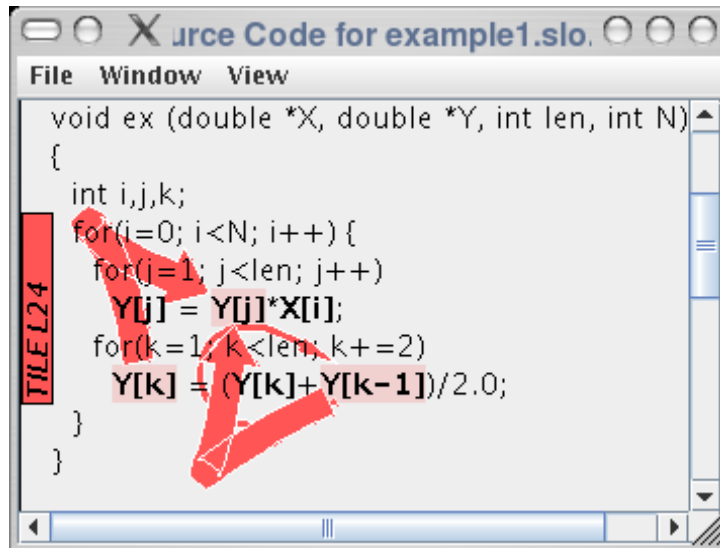 X urce Code for example1.slo.
File Window View
void ex (double *X, double *Y, int len, int N)
{
int i,j,k;
for(i=0; i<N; i++) {
for(j=1; j<len; j++)
Y[j] = Y[j]*X[i];
for(k=1; k<len; k+=2)
Y[k] = (Y[k]+Y[k-1])/2.0;
}
}
TILE L24